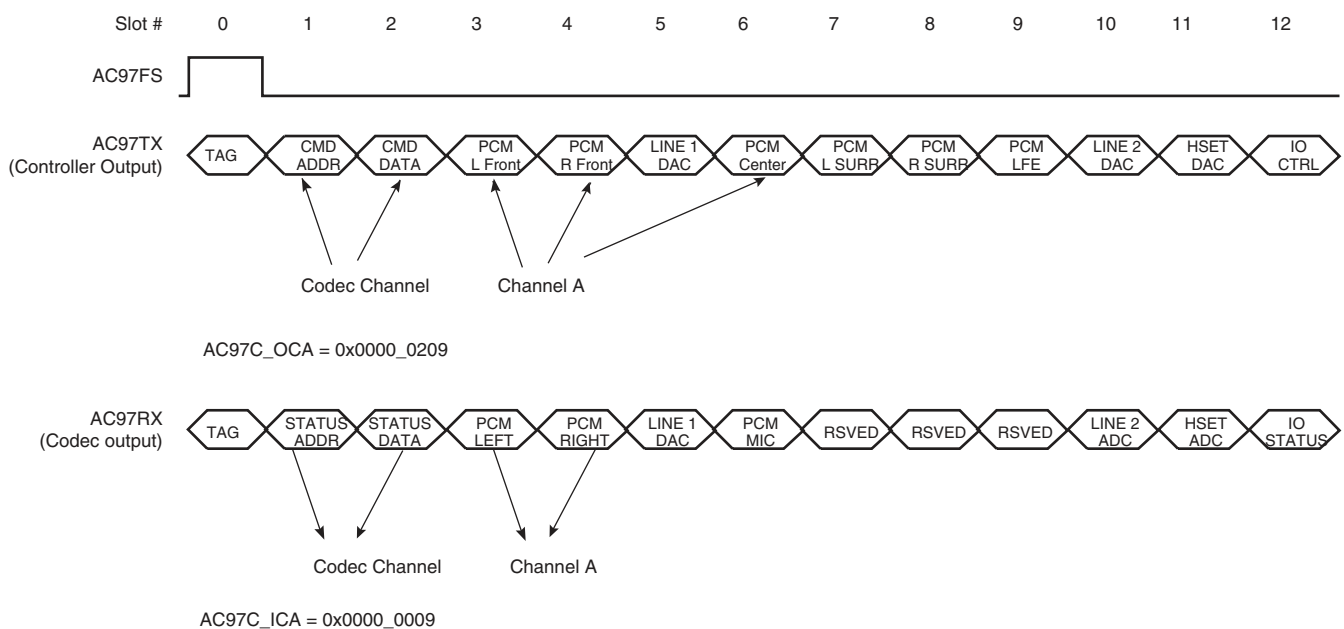 Slot # 0 1 2 3 4 5 6 7 8 9 10 11 12
AC97FS
AC97TX
(Controller Output)
TAG
CMD
ADDR
CMD
DATA
PCM
L Front
PCM
R Front
LINE 1
DAC
PCM
Center
PCM
L SURR
PCM
R SURR
PCM
LFE
LINE 2
DAC
HSET
DAC
IO
CTRL
Codec Channel
Channel A
AC97C_OCA = 0x0000_0209
AC97RX
(Codec output)
TAG
STATUS
ADDR
STATUS
DATA
PCM
LEFT
PCM
RIGHT
LINE 1
DAC
PCM
MIC
RSVED
RSVED
RSVED
LINE 2
ADC
HSET
ADC
IO
STATUS
Codec Channel
Channel A
AC97C_ICA = 0x0000_0009